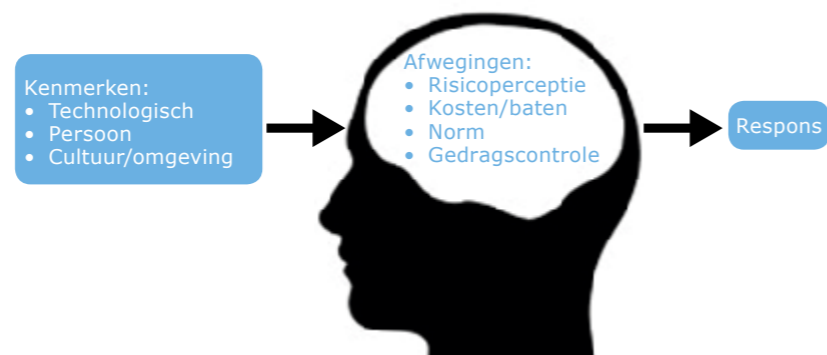 Kenmerken:
• Technologisch
• Persoon
• Cultuur/omgeving
Afwegingen:
• Risicoperceptie
• Kosten/baten
• Norm
• Gedragscontrole
Respons